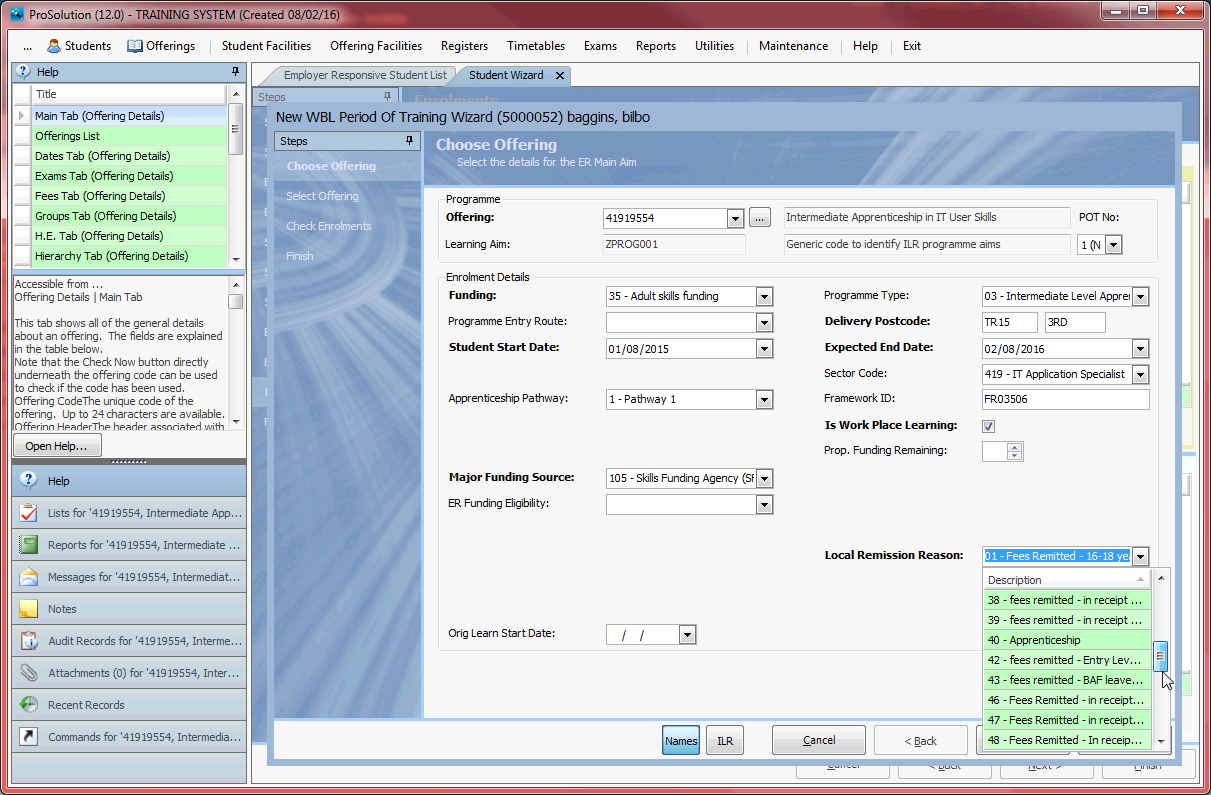 ProSolution (12.0) - TRAINING SYSTEM (Created 08/02/16)
... Students Offerings Student Facilities Offering Facilities Registers Timetables Exams Reports Utilities Maintenance Help Exit
Help
Title
Main Tab (Offering Details)
Offerings List
Dates Tab (Offering Details)
Exams Tab (Offering Details)
Fees Tab (Offering Details)
Groups Tab (Offering Details)
H.E. Tab (Offering Details)
Hierarchy Tab (Offering Details)
Accessible from ...
Offering Details | Main Tab
This tab shows all of the general details
about an offering. The fields are explained
in the table below.
Note that the Check Now button directly
underneath the offering code can be used
to check if the code has been used.
Offering CodeThe unique code of the
offering. Up to 24 characters are available.
Offering HeaderThe header associated with
Open Help...
Help
Lists for '41919554, Intermediate App...
Reports for '41919554, Intermediate ...
Messages for '41919554, Intermediat...
Notes
Audit Records for '41919554, Interme...
Attachments (0) for '41919554, Inter...
Recent Records
Commands for '41919554, Intermedia...
Employer Responsive Student List
Student Wizard
Steps
Enrolments
New WBL Period Of Training Wizard (5000052) baggins, bilbo
Steps
Choose Offering
Select Offering
Check Enrolments
Finish
Choose Offering
Select the details for the ER Main Aim
Programme
Offering: 41919554 ... Intermediate Apprenticeship in IT User Skills POT No:
Learning Aim: ZPROG001 Generic code to identify ILR programme aims 1 (N
Enrolment Details
Funding: 35 - Adult skills funding Programme Type: 03 - Intermediate Level Appren
Programme Entry Route: Delivery Postcode: TR15 3RD
Student Start Date: 01/08/2015 Expected End Date: 02/08/2016
Sector Code: 419 - IT Application Specialist
Apprenticeship Pathway: 1 - Pathway 1 Framework ID: FR03506
Is Work Place Learning:
Prop. Funding Remaining:
Major Funding Source: 105 - Skills Funding Agency (SF
ER Funding Eligibility:
Local Remission Reason: 01 - Fees Remitted - 16-18 yea
Description
38 - fees remitted - in receipt ...
39 - fees remitted - in receipt ...
40 - Apprenticeship
42 - fees remitted - Entry Lev...
43 - fees remitted - BAF leave...
46 - Fees Remitted - in receipt...
47 - Fees Remitted - in receipt...
48 - Fees Remitted - In receip...
Orig Learn Start Date: / /
Names ILR Cancel < Back
Cancel < Back Next > Finish